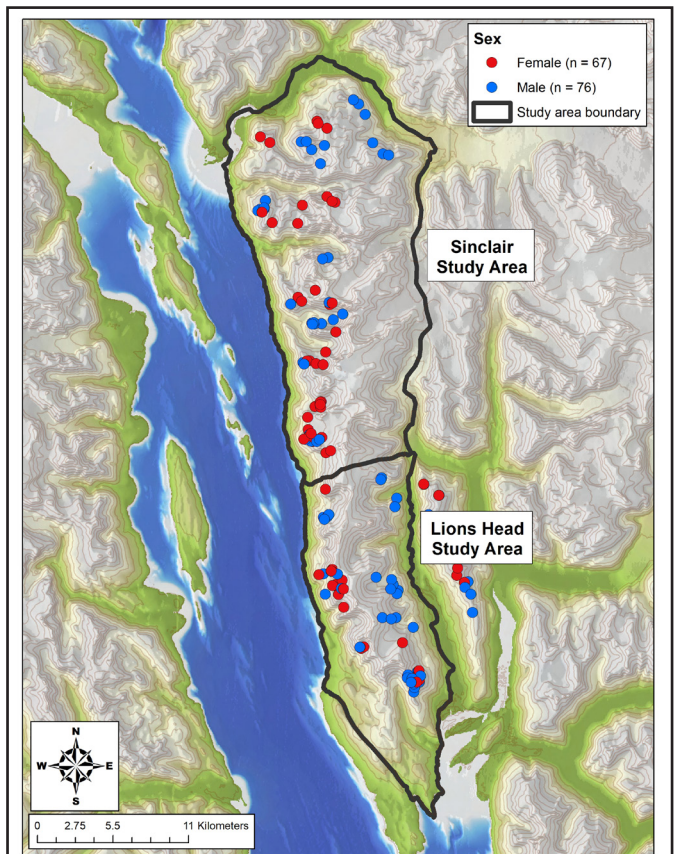 Sex
Female (n = 67)
Male (n = 76)
Study area boundary
Sinclair
Study Area
Lions Head
Study Area
N
W E
S
0 2.75 5.5 11 Kilometers